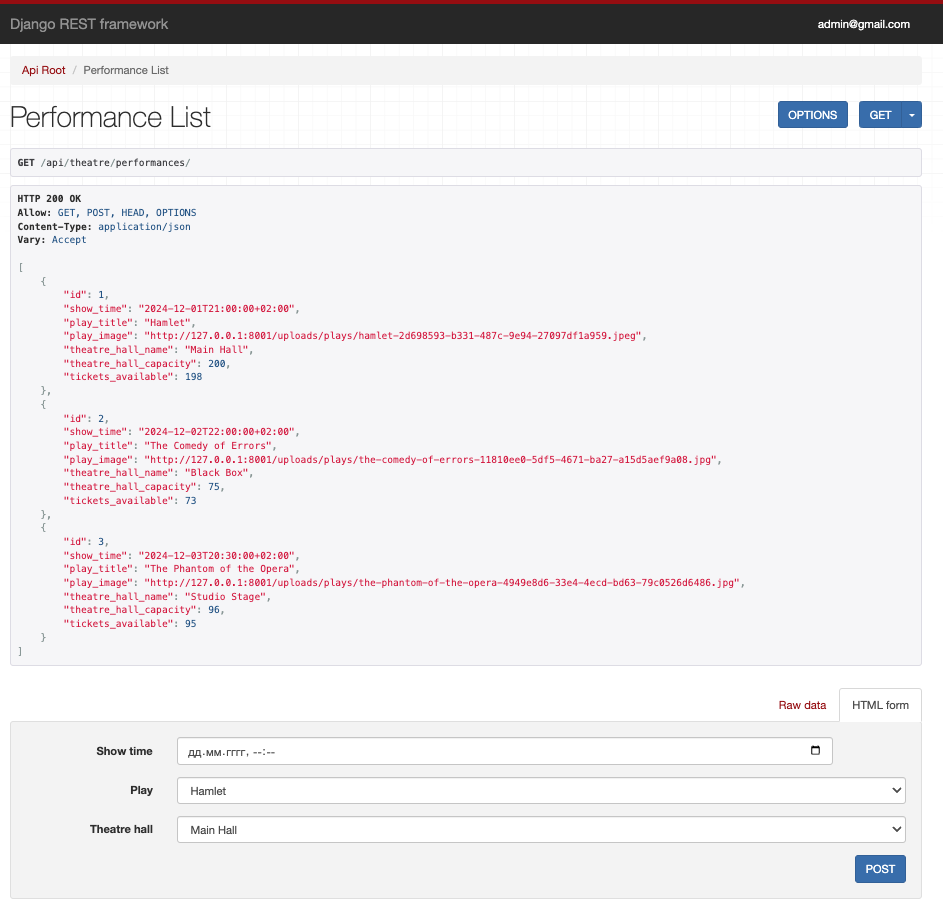 Django REST framework
admin@gmail.com
Api Root / Performance List
Performance List
OPTIONS
GET
GET /api/theatre/performances/
HTTP 200 OK
Allow: GET, POST, HEAD, OPTIONS
Content-Type: application/json
Vary: Accept
[
    {
        "id": 1,
        "show_time": "2024-12-01T21:00:00+02:00",
        "play_title": "Hamlet",
        "play_image": "http://127.0.0.1:8001/uploads/plays/hamlet-2d698593-b331-487c-9e94-27097df1a959.jpeg",
        "theatre_hall_name": "Main Hall",
        "theatre_hall_capacity": 200,
        "tickets_available": 198
    },
    {
        "id": 2,
        "show_time": "2024-12-02T22:00:00+02:00",
        "play_title": "The Comedy of Errors",
        "play_image": "http://127.0.0.1:8001/uploads/plays/the-comedy-of-errors-11810ee0-5df5-4671-ba27-a15d5aef9a08.jpg",
        "theatre_hall_name": "Black Box",
        "theatre_hall_capacity": 75,
        "tickets_available": 73
    },
    {
        "id": 3,
        "show_time": "2024-12-03T20:30:00+02:00",
        "play_title": "The Phantom of the Opera",
        "play_image": "http://127.0.0.1:8001/uploads/plays/the-phantom-of-the-opera-4949e8d6-33e4-4ecd-bd63-79c0526d6486.jpg",
        "theatre_hall_name": "Studio Stage",
        "theatre_hall_capacity": 96,
        "tickets_available": 95
    }
]
Raw data
HTML form
Show time
дд.мм.гггг, --:--
Play
Hamlet
Theatre hall
Main Hall
POST